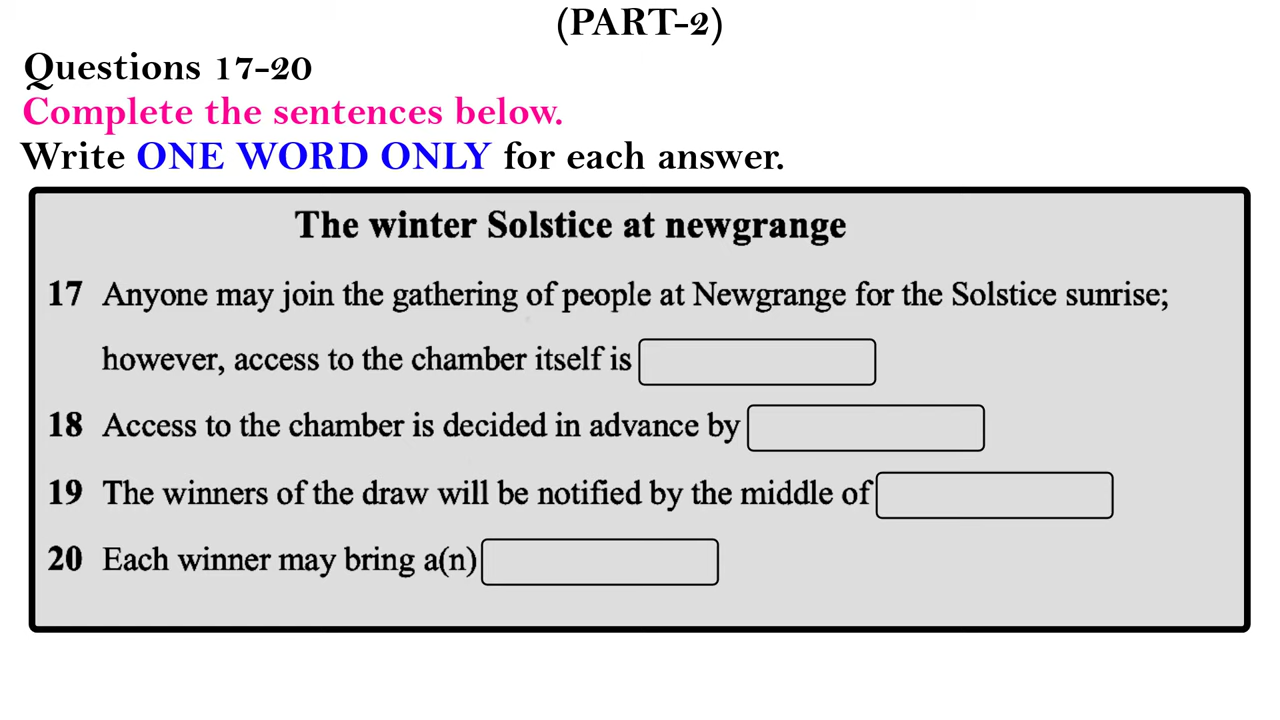 (PART-2)
Questions 17-20
Complete the sentences below.
Write ONE WORD ONLY for each answer.
The winter Solstice at newgrange
17 Anyone may join the gathering of people at Newgrange for the Solstice sunrise;
however, access to the chamber itself is
18 Access to the chamber is decided in advance by
19 The winners of the draw will be notified by the middle of
20 Each winner may bring a(n)